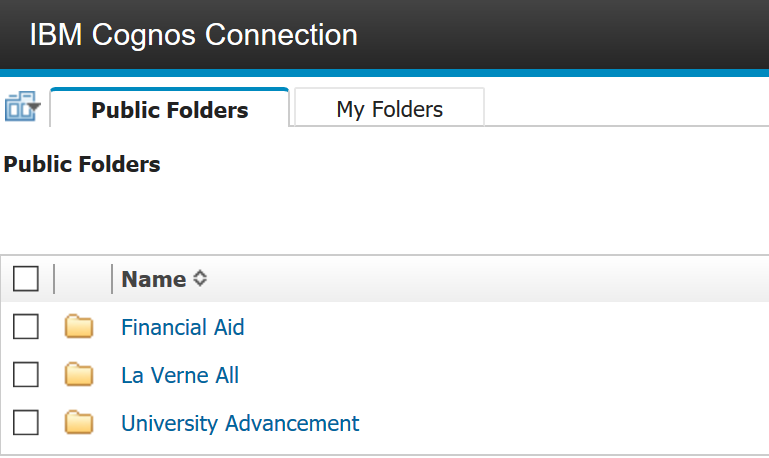 IBM Cognos Connection
Public Folders
My Folders
Public Folders
Name
Financial Aid
La Verne All
University Advancement